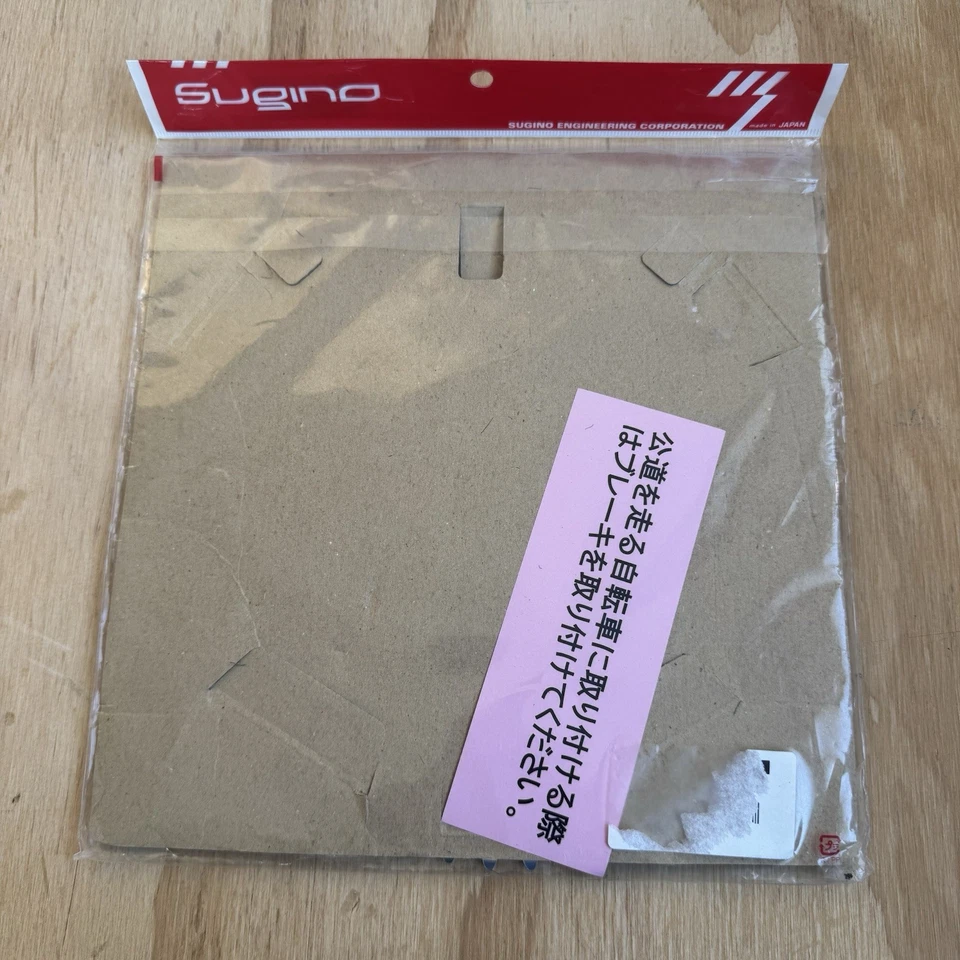 Sugino
SUGINO ENGINEERING CORPORATION
made in JAPAN
公道を走る自転車に取り付ける際
はブレーキを取り付けてください。